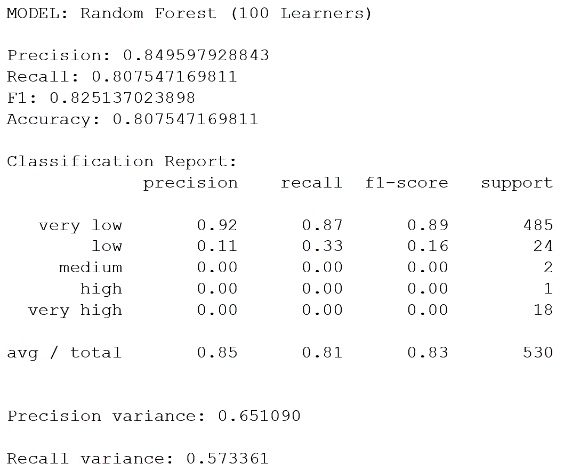 MODEL: Random Forest (100 Learners)
Precision: 0.849597928843
Recall: 0.807547169811
F1: 0.825137023898
Accuracy: 0.807547169811
Classification Report:
precision recall f1-score support
very low 0.92 0.87 0.89 485
low 0.11 0.33 0.16 24
medium 0.00 0.00 0.00 2
high 0.00 0.00 0.00 1
very high 0.00 0.00 0.00 18
avg / total 0.85 0.81 0.83 530
Precision variance: 0.651090
Recall variance: 0.573361